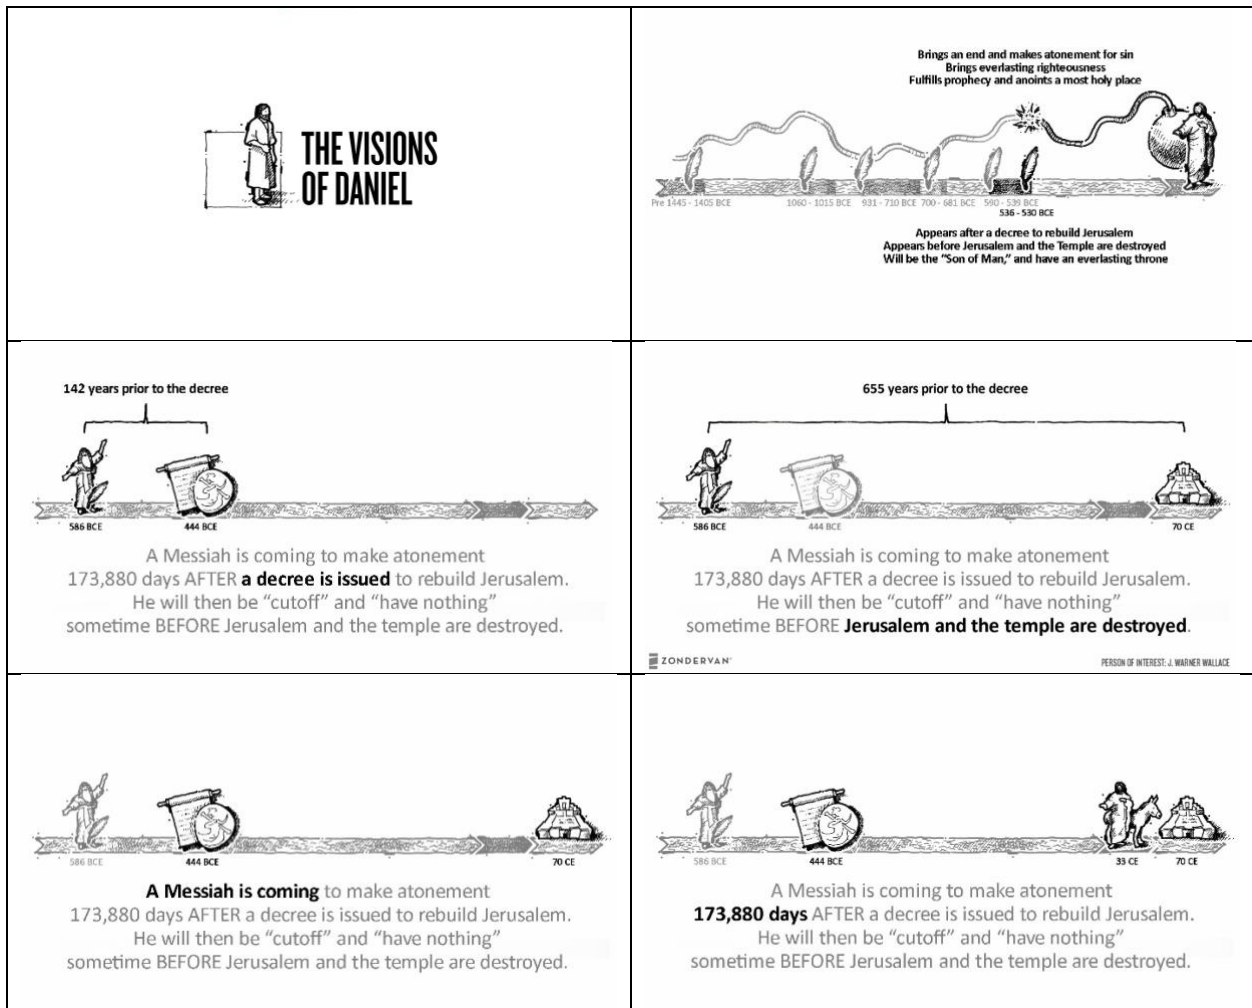 THE VISIONS
OF DANIEL
Brings an end and makes atonement for sin
Brings everlasting righteousness
Fulfills prophecy and anoints a most holy place
Pre 1445 - 1405 BCE
1060 - 1015 BCE
931 - 710 BCE
700 - 681 BCE
590 - 539 BCE
536 - 530 BCE
Appears after a decree to rebuild Jerusalem
Appears before Jerusalem and the Temple are destroyed
Will be the "Son of Man," and have an everlasting throne
142 years prior to the decree
586 BCE
444 BCE
A Messiah is coming to make atonement
173,880 days AFTER a decree is issued to rebuild Jerusalem.
He will then be “cutoff” and “have nothing”
sometime BEFORE Jerusalem and the temple are destroyed.
655 years prior to the decree
586 BCE
444 BCE
70 CE
A Messiah is coming to make atonement
173,880 days AFTER a decree is issued to rebuild Jerusalem.
He will then be “cutoff” and “have nothing”
sometime BEFORE Jerusalem and the temple are destroyed.
ZONDERVAN®
PERSON OF INTEREST: J. WARNER WALLACE
586 BCE
444 BCE
70 CE
A Messiah is coming to make atonement
173,880 days AFTER a decree is issued to rebuild Jerusalem.
He will then be “cutoff” and “have nothing”
sometime BEFORE Jerusalem and the temple are destroyed.
586 BCE
444 BCE
33 CE
70 CE
A Messiah is coming to make atonement
173,880 days AFTER a decree is issued to rebuild Jerusalem.
He will then be “cutoff” and “have nothing”
sometime BEFORE Jerusalem and the temple are destroyed.